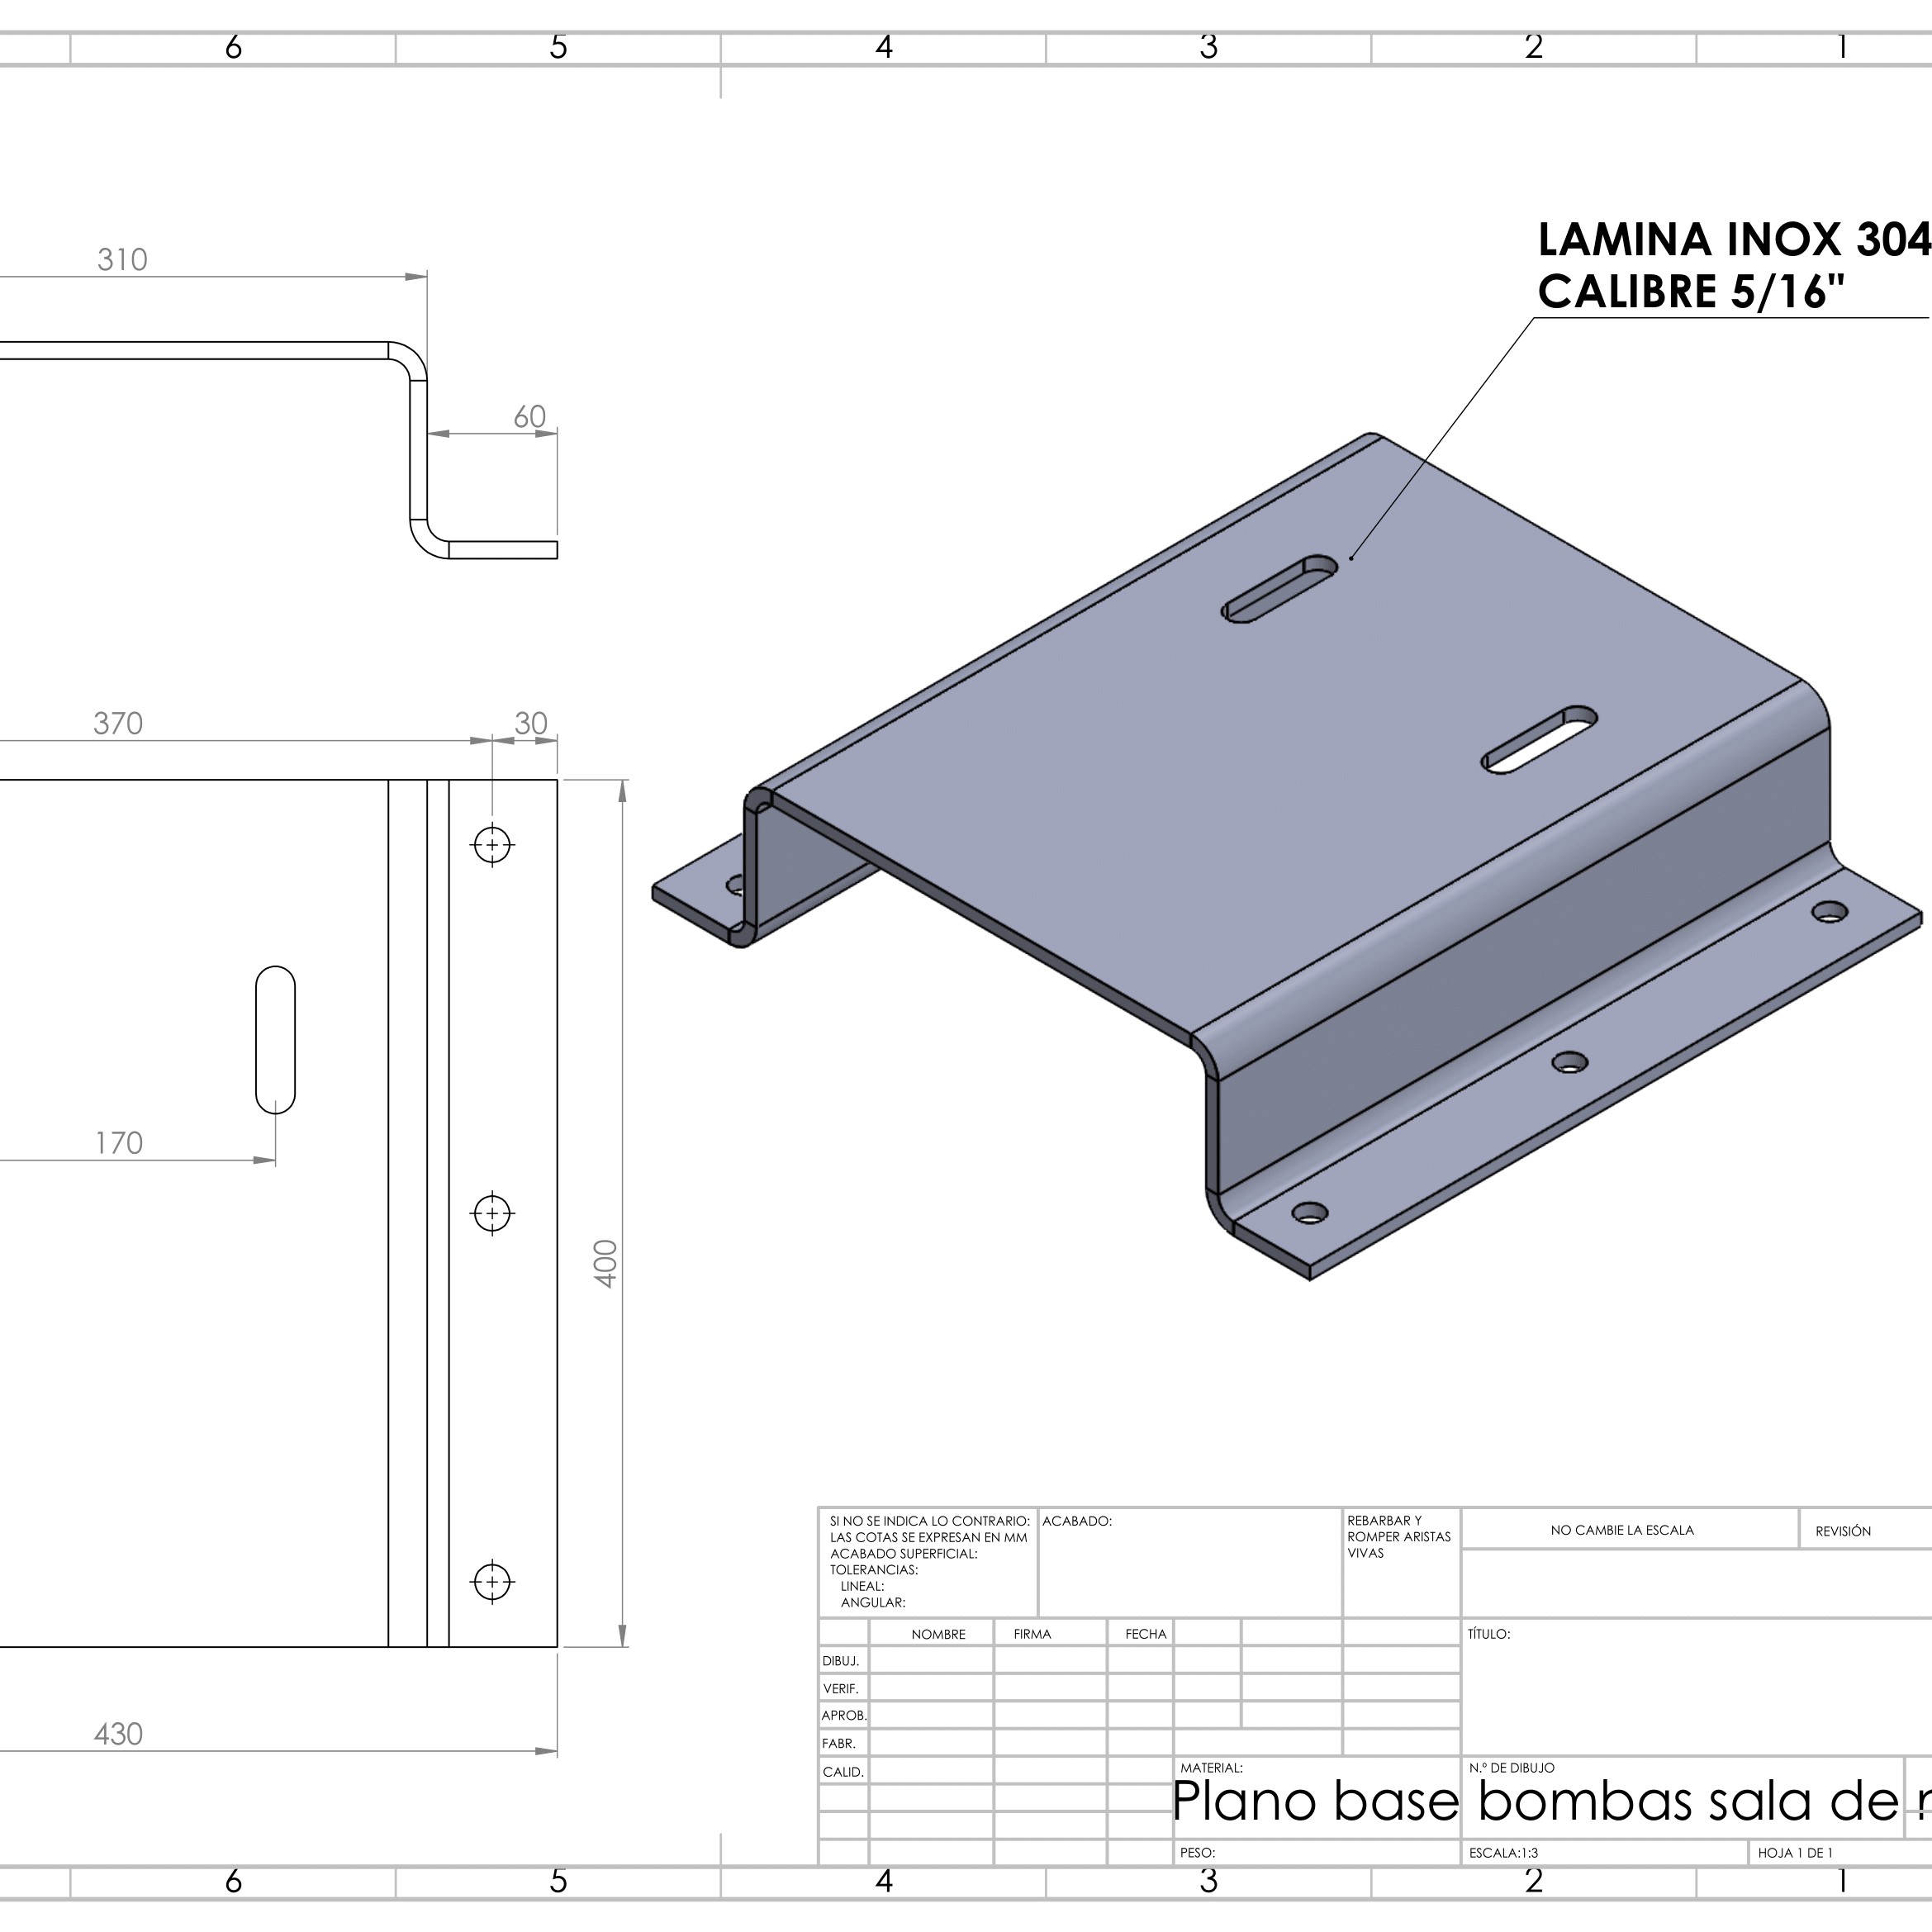 6 5 4 3 2 1
LAMINA INOX 304
CALIBRE 5/16"
310
60
370 30
170
400
430
SI NO SE INDICA LO CONTRARIO:
LAS COTAS SE EXPRESAN EN MM
ACABADO SUPERFICIAL:
TOLERANCIAS:
LINEAL:
ANGULAR:
ACABADO:
REBARBAR Y
ROMPER ARISTAS
VIVAS
NO CAMBIE LA ESCALA
REVISIÓN
NOMBRE FIRMA FECHA
TÍTULO:
DIBUJ.
VERIF.
APROB.
FABR.
CALID.
MATERIAL:
N.º DE DIBUJO
Plano base bombas sala de
PESO:
ESCALA:1:3
HOJA 1 DE 1
6 5 4 3 2 1